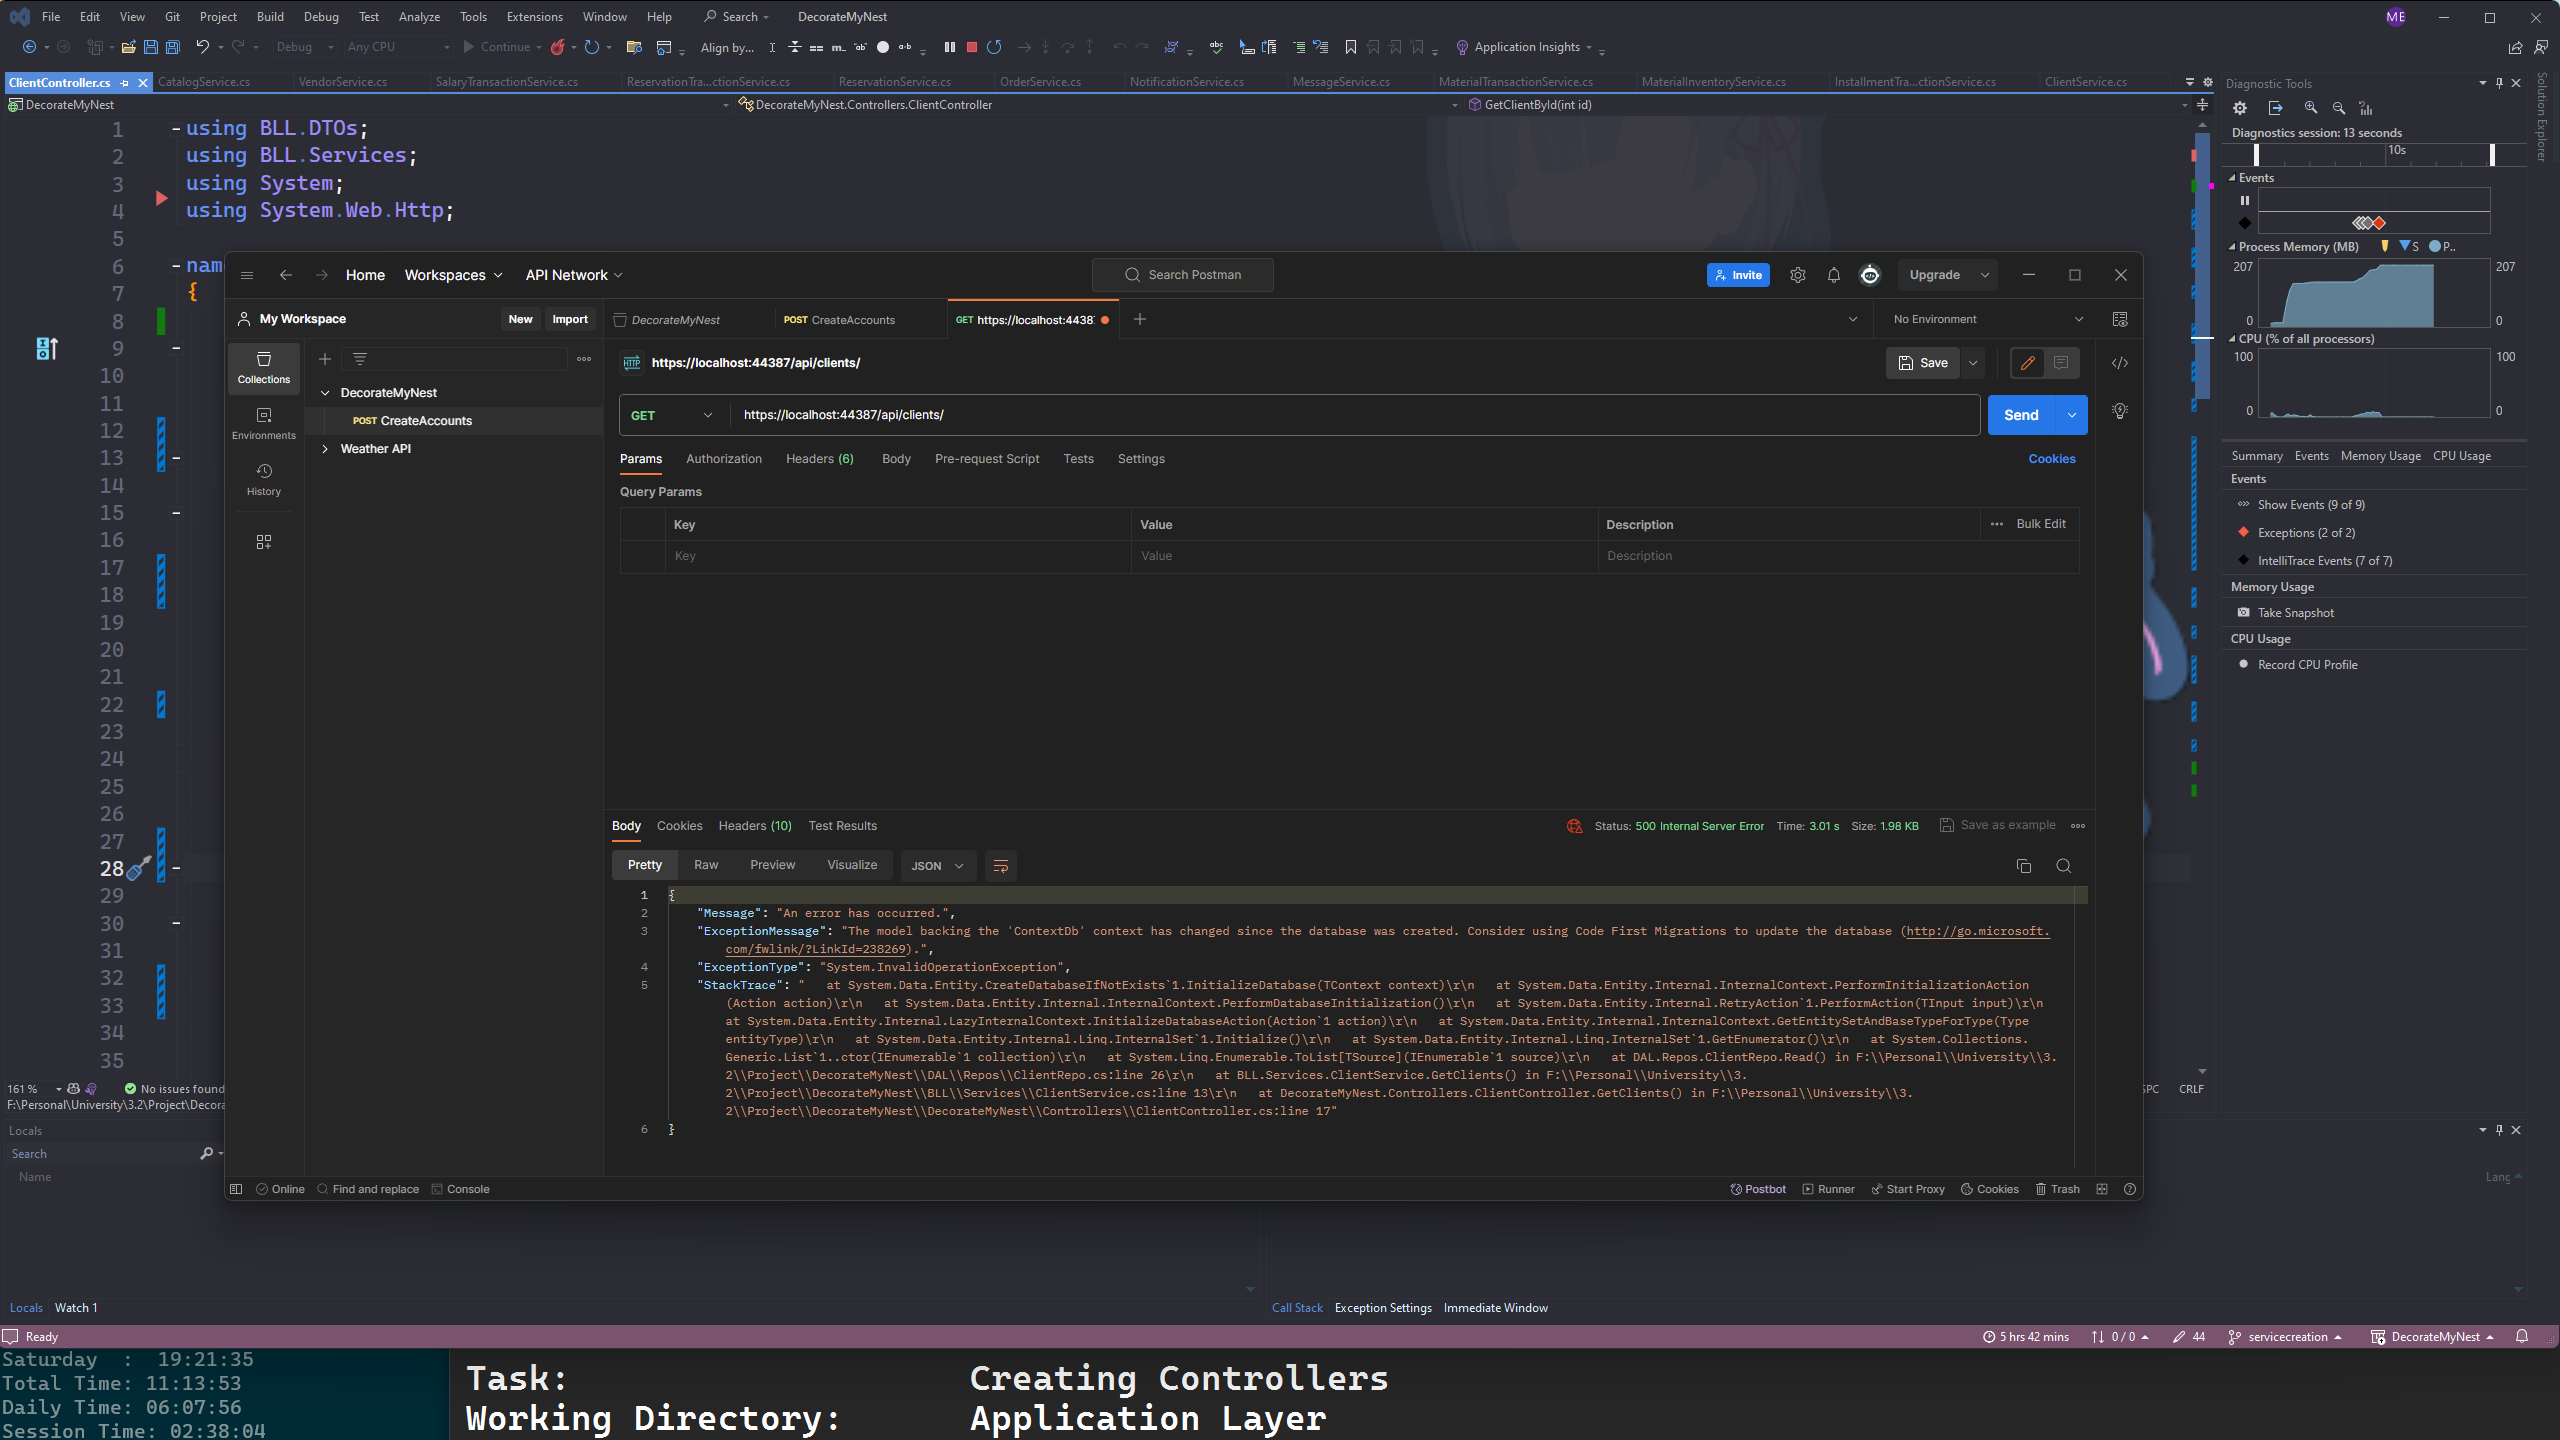 File Edit View Git Project Build Debug Test Analyze Tools Extensions Window Help Search DecorateMyNest ME
Debug Any CPU Continue Align by... Application Insights
ClientController.cs CatalogService.cs VendorService.cs SalaryTransactionService.cs ReservationTra...ctionService.cs ReservationService.cs OrderService.cs NotificationService.cs MessageService.cs MaterialTransactionService.cs MaterialInventoryService.cs InstallmentTra...ctionService.cs ClientService.cs
DecorateMyNest DecorateMyNest.Controllers.ClientController GetClientById(int id)
1 using BLL.DTOs;
2 using BLL.Services;
3 using System;
4 using System.Web.Http;
5
6 nam
7 {
8
9
10
11
12
13
14
15
16
17
18
19
20
21
22
23
24
25
26
27
28
29
30
31
32
33
34
35
161 % No issues found SPC CRLF
F:\Personal\University\3.2\Project\Decora
Home Workspaces API Network Search Postman Invite Upgrade
My Workspace New Import
DecorateMyNest POST CreateAccounts GET https://localhost:4438 No Environment
Collections
Environments
History
DecorateMyNest
POST CreateAccounts
Weather API
HTTP https://localhost:44387/api/clients/ Save
GET https://localhost:44387/api/clients/ Send
Params Authorization Headers (6) Body Pre-request Script Tests Settings Cookies
Query Params
Key Value Description Bulk Edit
Key Value Description
Body Cookies Headers (10) Test Results Status: 500 Internal Server Error Time: 3.01 s Size: 1.98 KB Save as example
Pretty Raw Preview Visualize JSON
1 {
2 "Message": "An error has occurred.",
3 "ExceptionMessage": "The model backing the 'ContextDb' context has changed since the database was created. Consider using Code First Migrations to update the database (http://go.microsoft.
com/fwlink/?LinkId=238269).",
4 "ExceptionType": "System.InvalidOperationException",
5 "StackTrace": " at System.Data.Entity.CreateDatabaseIfNotExists`1.InitializeDatabase(TContext context)\r\n at System.Data.Entity.Internal.InternalContext.PerformInitializationAction
(Action action)\r\n at System.Data.Entity.Internal.InternalContext.PerformDatabaseInitialization()\r\n at System.Data.Entity.Internal.RetryAction`1.PerformAction(TInput input)\r\n
at System.Data.Entity.Internal.LazyInternalContext.InitializeDatabaseAction(Action`1 action)\r\n at System.Data.Entity.Internal.InternalContext.GetEntitySetAndBaseTypeForType(Type
entityType)\r\n at System.Data.Entity.Internal.Linq.InternalSet`1.Initialize()\r\n at System.Data.Entity.Internal.Linq.InternalSet`1.GetEnumerator()\r\n at System.Collections.
Generic.List`1..ctor(IEnumerable`1 collection)\r\n at System.Linq.Enumerable.ToList[TSource](IEnumerable`1 source)\r\n at DAL.Repos.ClientRepo.Read() in F:\\Personal\\University\\3.
2\\Project\\DecorateMyNest\\DAL\\Repos\\ClientRepo.cs:line 26\r\n at BLL.Services.ClientService.GetClients() in F:\\Personal\\University\\3.
2\\Project\\DecorateMyNest\\BLL\\Services\\ClientService.cs:line 13\r\n at DecorateMyNest.Controllers.ClientController.GetClients() in F:\\Personal\\University\\3.
2\\Project\\DecorateMyNest\\DecorateMyNest\\Controllers\\ClientController.cs:line 17"
6 }
Online Find and replace Console Postbot Runner Start Proxy Cookies Trash
Diagnostic Tools
Solution Explorer
Diagnostics session: 13 seconds
10s
Events
Process Memory (MB) S P..
207 207
0 0
CPU (% of all processors)
100 100
0 0
Summary Events Memory Usage CPU Usage
Events
Show Events (9 of 9)
Exceptions (2 of 2)
IntelliTrace Events (7 of 7)
Memory Usage
Take Snapshot
CPU Usage
Record CPU Profile
Locals
Search
Name Lang
Locals Watch 1 Call Stack Exception Settings Immediate Window
Ready 5 hrs 42 mins 0 / 0 44 servicecreation DecorateMyNest
Saturday : 19:21:35
Total Time: 11:13:53
Daily Time: 06:07:56
Session Time: 02:38:04
Task: Creating Controllers
Working Directory: Application Layer